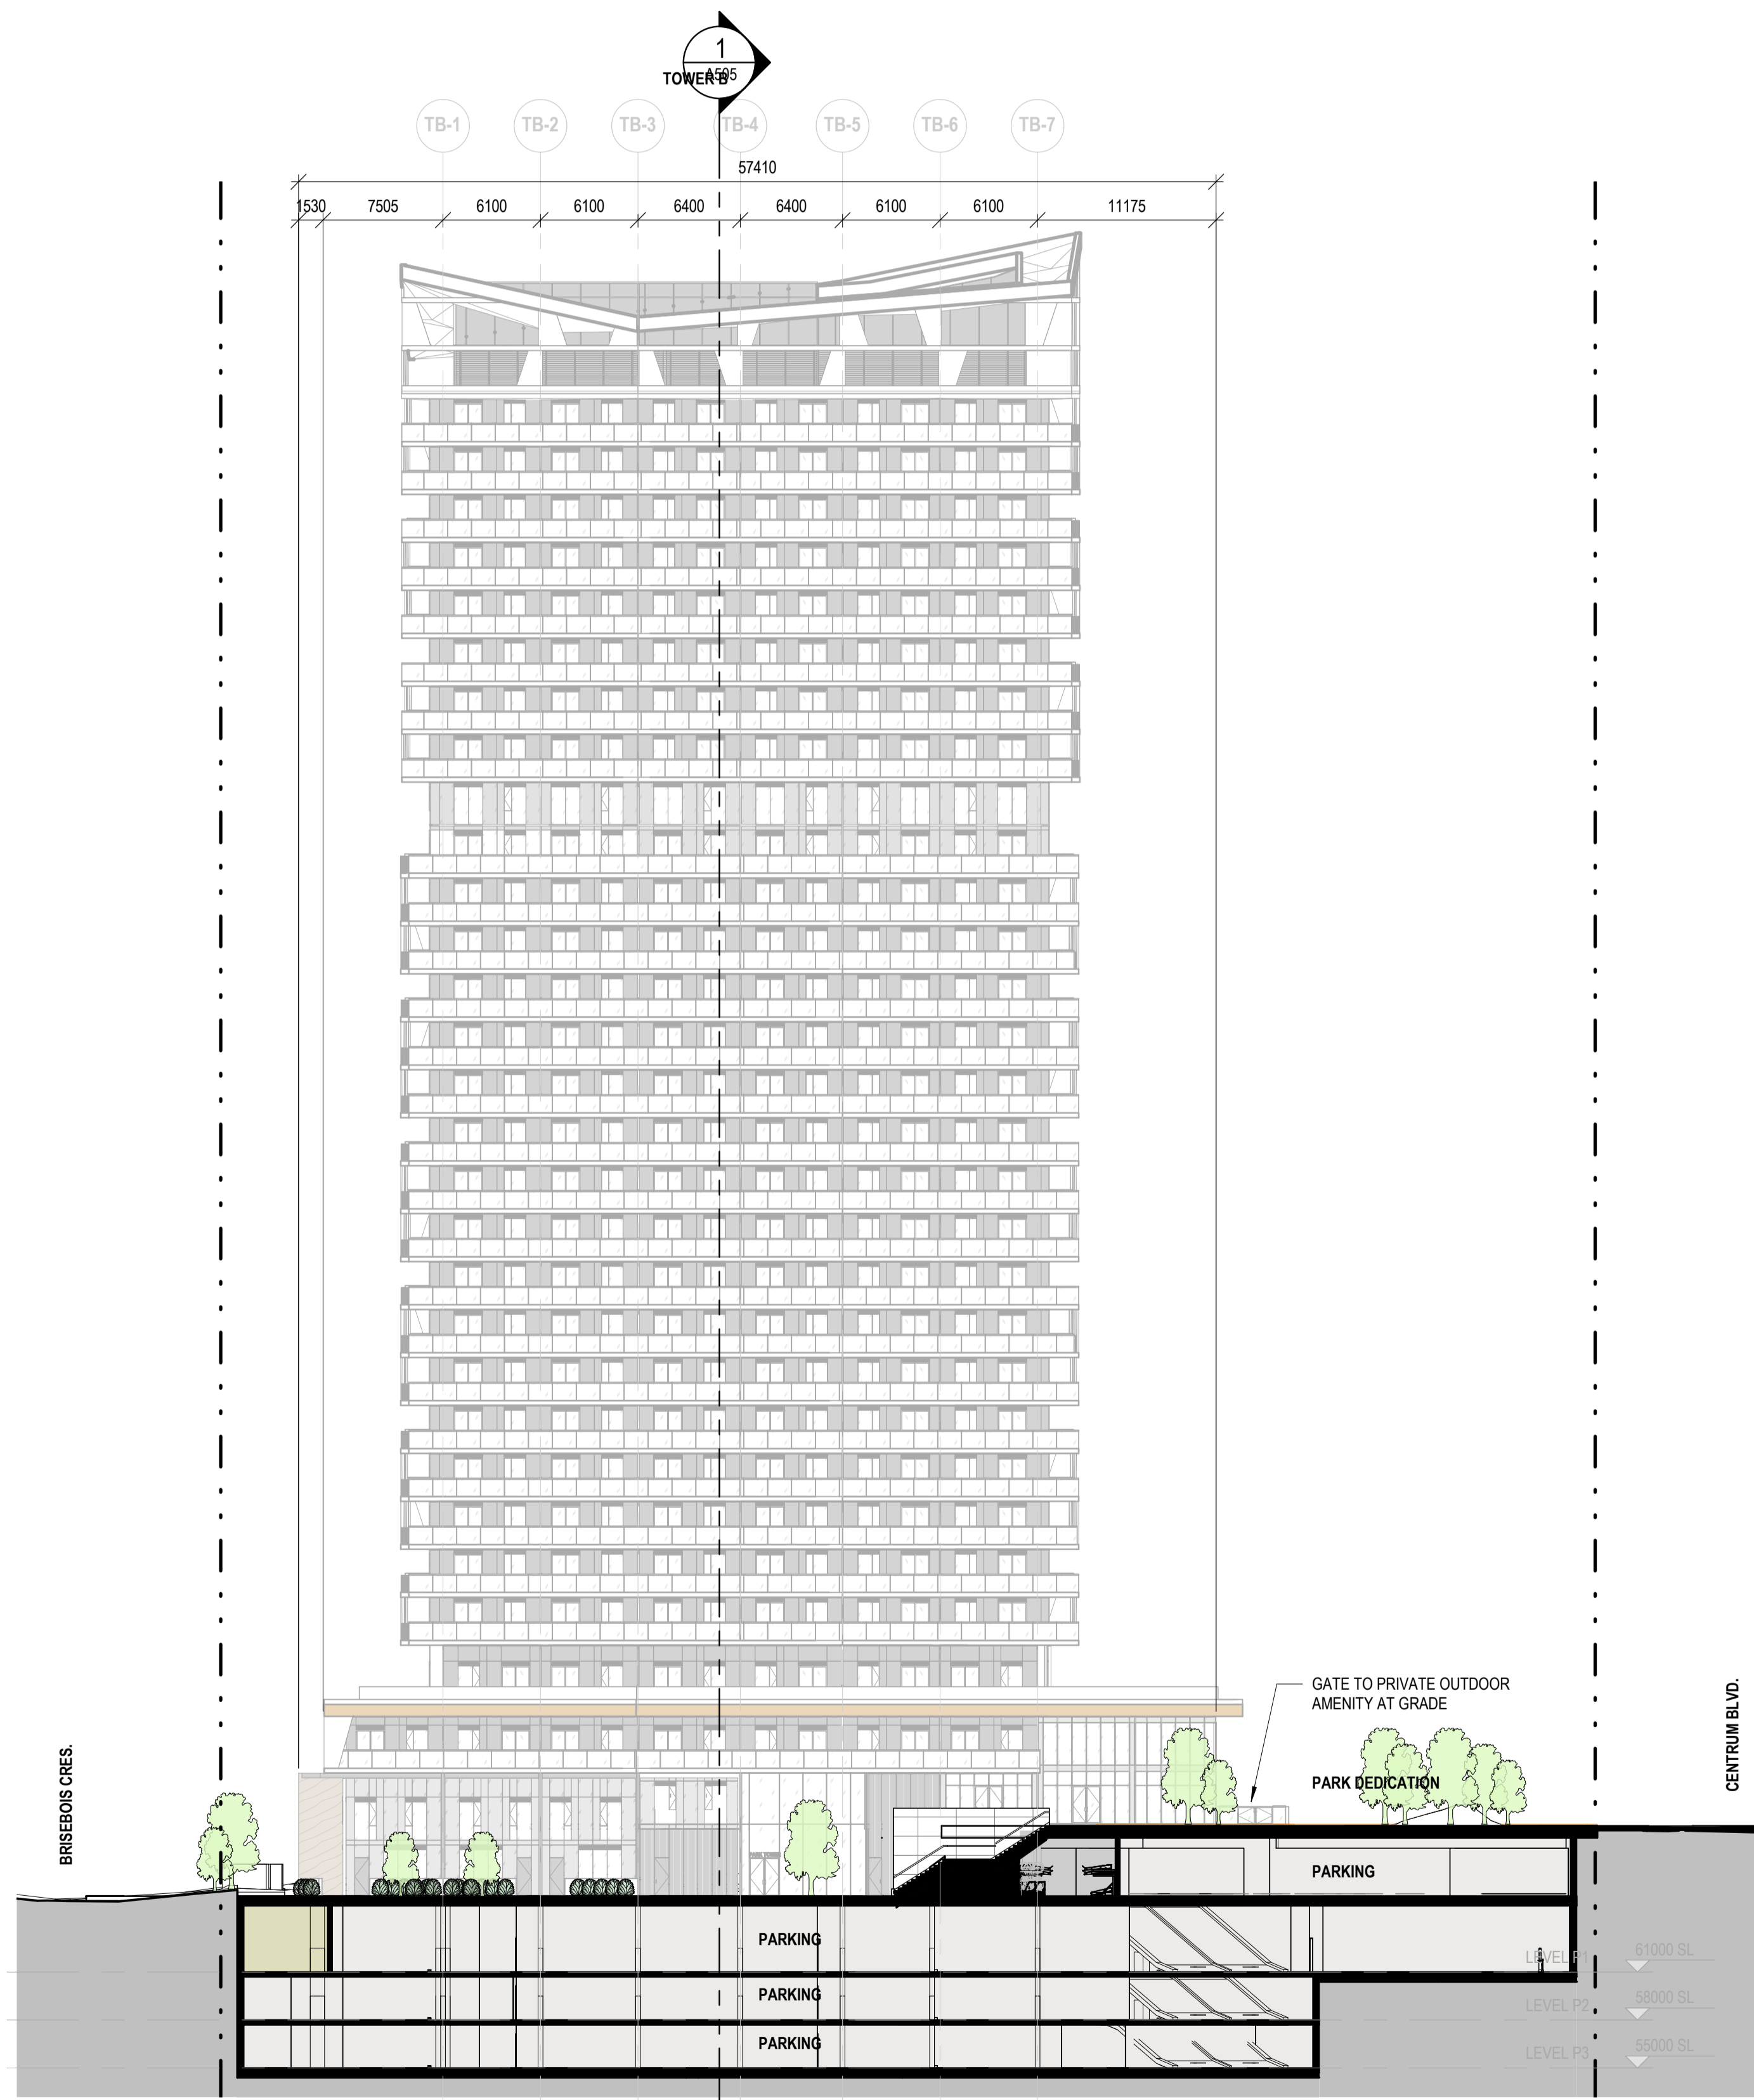 1
A505
TOWER B
TB-1 TB-2 TB-3 TB-4 TB-5 TB-6 TB-7
57410
1530 7505 6100 6100 6400 6400 6100 6100 11175
GATE TO PRIVATE OUTDOOR
AMENITY AT GRADE
BRISEBOIS CRES.
CENTRUM BLVD.
PARK DEDICATION
PARKING
PARKING
LEVEL P1 61000 SL
PARKING
LEVEL P2 58000 SL
PARKING
LEVEL P3 55000 SL